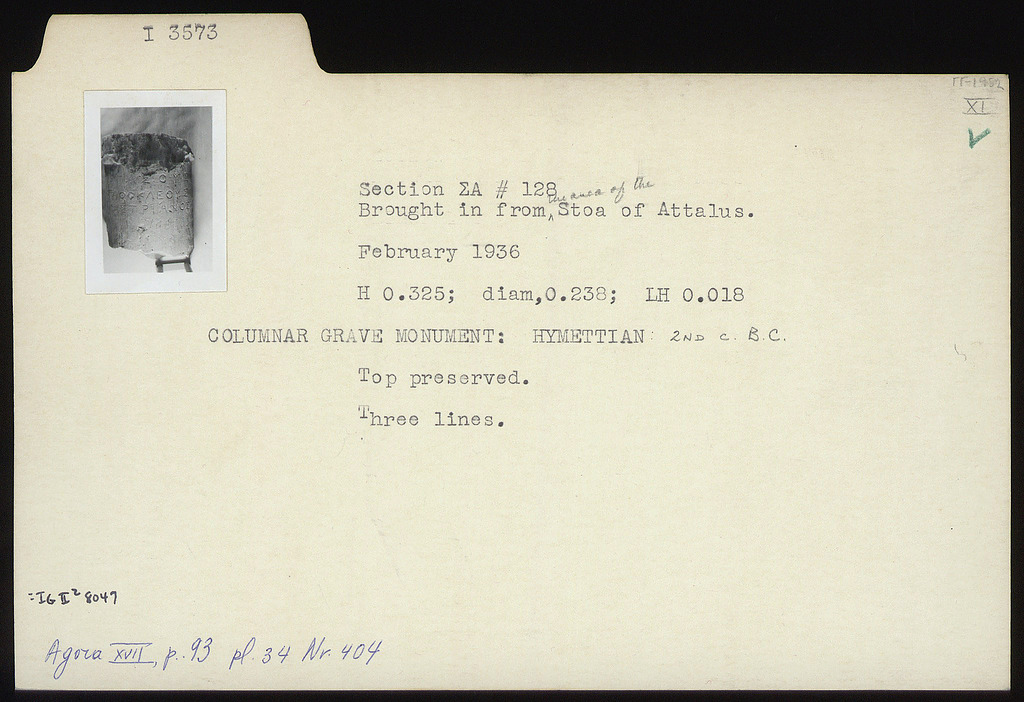 I 3573
ΠΓ-1952
XI
Section ΣΑ # 128
the area of the
Brought in from Stoa of Attalus.
February 1936
H 0.325; diam,0.238; LH 0.018
COLUMNAR GRAVE MONUMENT: HYMETTIAN: 2ND C. B.C.
Top preserved.
Three lines.
=IG II² 8047
Agora XVII, p. 93 pl. 34 Nr. 404